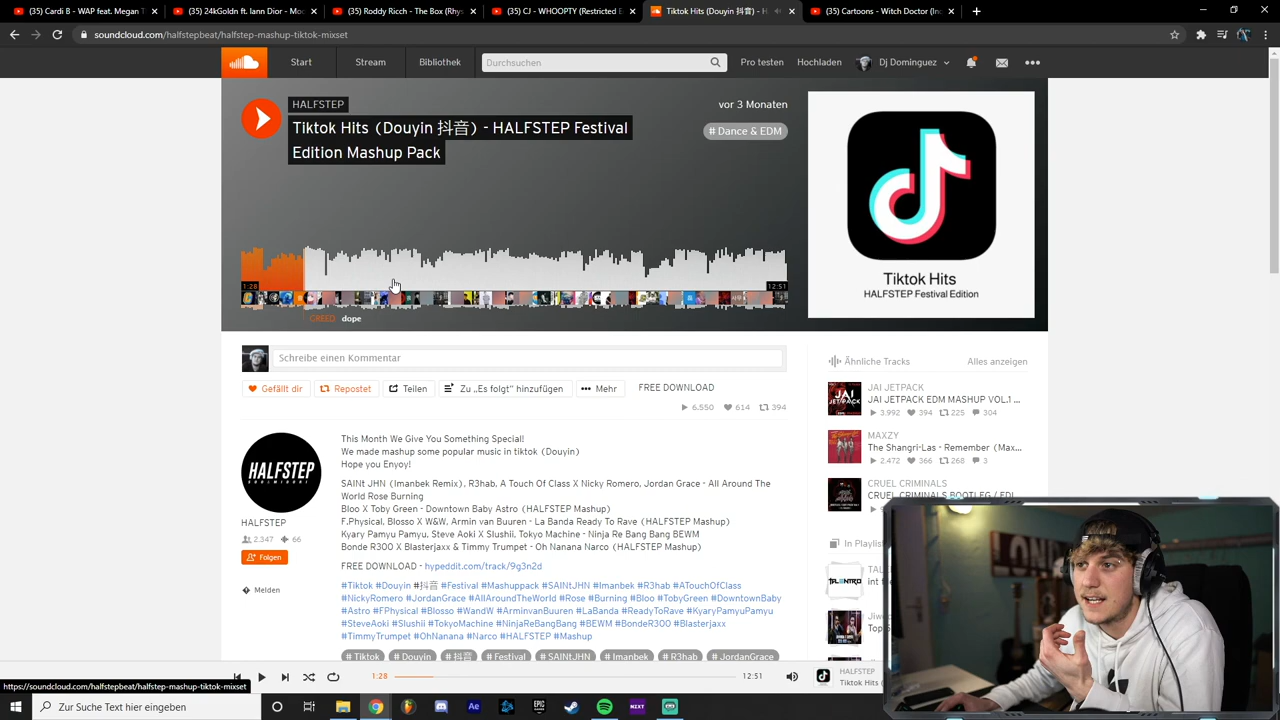 (35) Cardi B - WAP feat. Megan T
(35) 24kGoldn ft. Iann Dior - Moo
(35) Roddy Ricch - The Box (Rhys
(35) CJ - WHOOPTY (Restricted E
Tiktok Hits (Douyin 抖音) - H
(35) Cartoons - Witch Doctor (Inc
soundcloud.com/halfstepbeat/halfstep-mashup-tiktok-mixset
Start
Stream
Bibliothek
Durchsuchen
Pro testen
Hochladen
Dj Dominguez
HALFSTEP
Tiktok Hits (Douyin 抖音) - HALFSTEP Festival
Edition Mashup Pack
vor 3 Monaten
# Dance & EDM
Tiktok Hits
HALFSTEP Festival Edition
1:28
12:51
CREED dope
Schreibe einen Kommentar
Gefällt dir
Repostet
Teilen
Zu „Es folgt" hinzufügen
Mehr
FREE DOWNLOAD
6.550 614 394
This Month We Give You Something Special!
We made mashup some popular music in tiktok (Douyin)
Hope you Enyoy!
SAINt JHN (Imanbek Remix), R3hab, A Touch Of Class X Nicky Romero, Jordan Grace - All Around The
World Rose Burning
Bloo X Toby Green - Downtown Baby Astro (HALFSTEP Mashup)
F.Physical, Blosso X W&W, Armin van Buuren - La Banda Ready To Rave (HALFSTEP Mashup)
Kyary Pamyu Pamyu, Steve Aoki X Slushii, Tokyo Machine - Ninja Re Bang Bang BEWM
Bonde R300 X Blasterjaxx & Timmy Trumpet - Oh Nanana Narco (HALFSTEP Mashup)
FREE DOWNLOAD - hypeddit.com/track/9g3n2d
#Tiktok #Douyin #抖音 #Festival #Mashuppack #SAINtJHN #Imanbek #R3hab #ATouchOfClass
#NickyRomero #JordanGrace #AllAroundTheWorld #Rose #Burning #Bloo #TobyGreen #DowntownBaby
#Astro #FPhysical #Blosso #WandW #ArminvanBuuren #LaBanda #ReadyToRave #KyaryPamyuPamyu
#SteveAoki #Slushii #TokyoMachine #NinjaReBangBang #BEWM #BondeR300 #Blasterjaxx
#TimmyTrumpet #OhNanana #Narco #HALFSTEP #Mashup
# Tiktok # Douyin # 抖音 # Festival # SAINtJHN # Imanbek # R3hab # JordanGrace
HALFSTEP
HALFSTEP
2.347 66
Folgen
Melden
Ähnliche Tracks
Alles anzeigen
JAI JETPACK
JAI JETPACK EDM MASHUP VOL.1 ...
3.992 394 225 304
MAXZY
The Shangri-Las - Remember (Max...
2.472 366 268 3
CRUEL CRIMINALS
CRUEL CRIMINALS BOOTLEG / EDI
In Playlis
1:28
12:51
HALFSTEP
Tiktok Hits (
https://soundcloud.com/halfstepbeat/halfstep-mashup-tiktok-mixset
Zur Suche Text hier eingeben